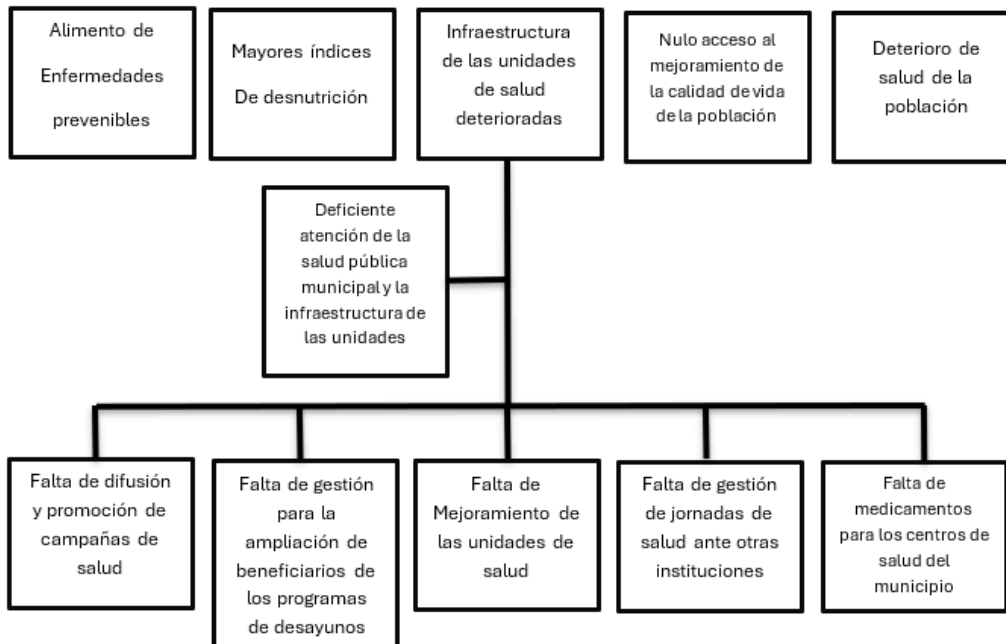 Alimento de
Enfermedades
prevenibles
Mayores índices
De desnutrición
Infraestructura
de las unidades
de salud
deterioradas
Nulo acceso al
mejoramiento de
la calidad de vida
de la población
Deterioro de
salud de la
población
Deficiente
atención de la
salud pública
municipal y la
infraestructura de
las unidades
Falta de difusión
y promoción de
campañas de
salud
Falta de gestión
para la
ampliación de
beneficiarios de
los programas
de desayunos
Falta de
Mejoramiento de
las unidades de
salud
Falta de gestión
de jornadas de
salud ante otras
instituciones
Falta de
medicamentos
para los centros de
salud del
municipio